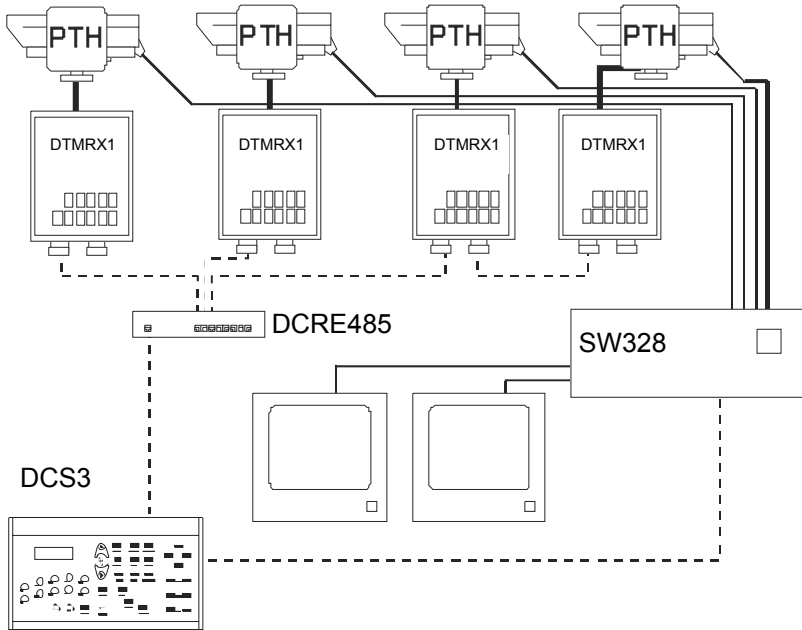 PTH
PTH
PTH
PTH
DTMRX1
DTMRX1
DTMRX1
DTMRX1
DCRE485
SW328
DCS3